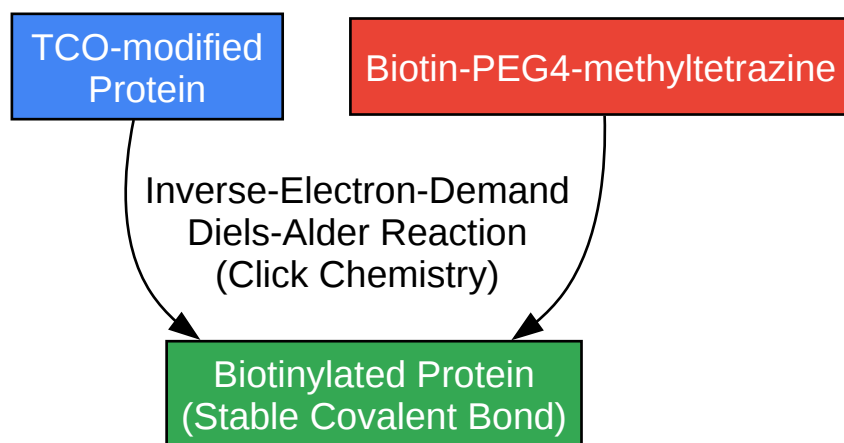 TCO-modified
Protein
Biotin-PEG4-methyltetrazine
Inverse-Electron-Demand
Diels-Alder Reaction
(Click Chemistry)
Biotinylated Protein
(Stable Covalent Bond)